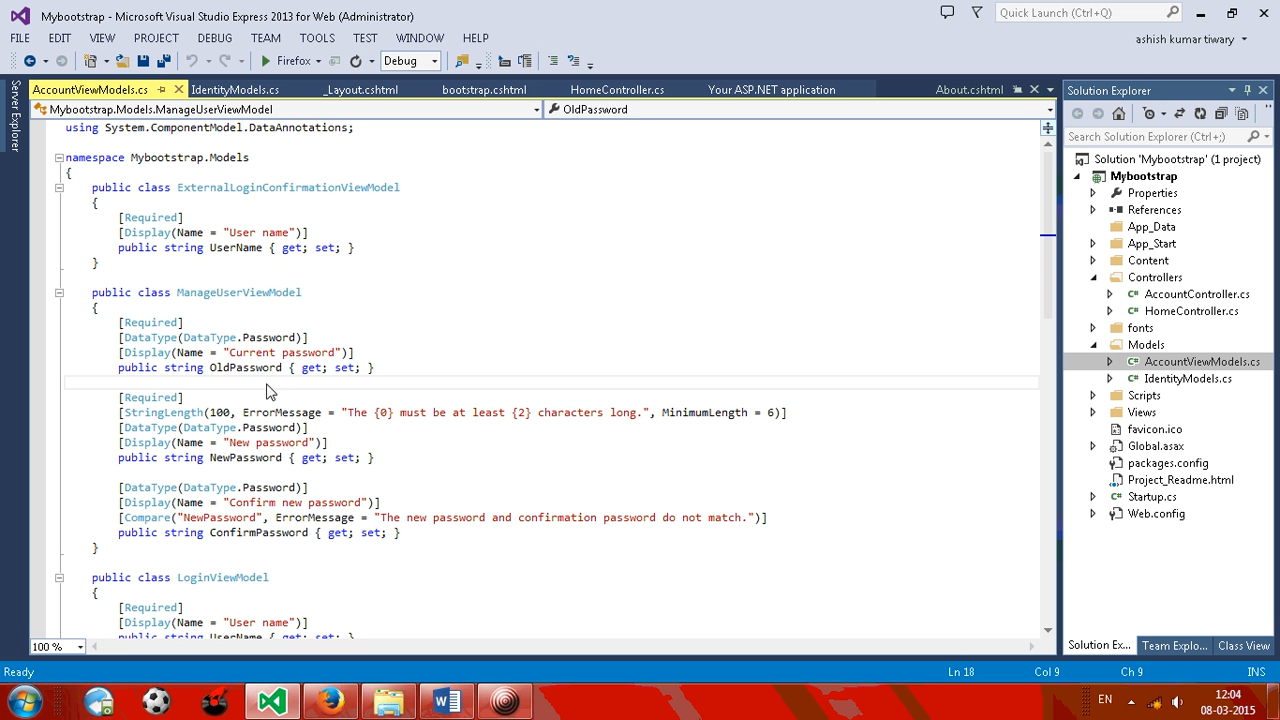 Mybootstrap - Microsoft Visual Studio Express 2013 for Web (Administrator)
Quick Launch (Ctrl+Q)
FILE EDIT VIEW PROJECT DEBUG TEAM TOOLS TEST WINDOW HELP
ashish kumar tiwary
Firefox Debug
AccountViewModels.cs IdentityModels.cs _Layout.cshtml bootstrap.cshtml HomeController.cs Your ASP.NET application About.cshtml
Mybootstrap.Models.ManageUserViewModel OldPassword
Server Explorer
using System.ComponentModel.DataAnnotations;
namespace Mybootstrap.Models
{
public class ExternalLoginConfirmationViewModel
{
[Required]
[Display(Name = "User name")]
public string UserName { get; set; }
}
public class ManageUserViewModel
{
[Required]
[DataType(DataType.Password)]
[Display(Name = "Current password")]
public string OldPassword { get; set; }
[Required]
[StringLength(100, ErrorMessage = "The {0} must be at least {2} characters long.", MinimumLength = 6)]
[DataType(DataType.Password)]
[Display(Name = "New password")]
public string NewPassword { get; set; }
[DataType(DataType.Password)]
[Display(Name = "Confirm new password")]
[Compare("NewPassword", ErrorMessage = "The new password and confirmation password do not match.")]
public string ConfirmPassword { get; set; }
}
public class LoginViewModel
{
[Required]
[Display(Name = "User name")]
public string UserName { get; set; }
100 %
Solution Explorer
Search Solution Explorer (Ctrl+;)
Solution 'Mybootstrap' (1 project)
Mybootstrap
Properties
References
App_Data
App_Start
Content
Controllers
AccountController.cs
HomeController.cs
fonts
Models
AccountViewModels.cs
IdentityModels.cs
Scripts
Views
favicon.ico
Global.asax
packages.config
Project_Readme.html
Startup.cs
Web.config
Solution Ex... Team Explo... Class View
Ready Ln 18 Col 9 Ch 9 INS
EN 12:04
08-03-2015